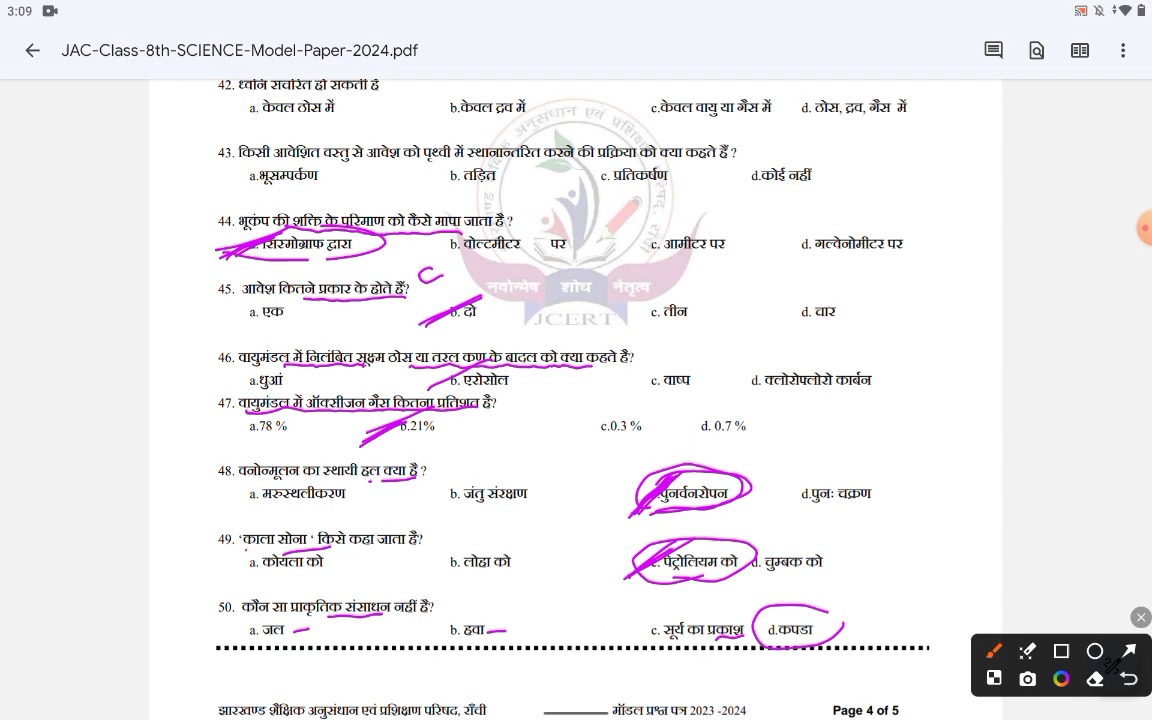 3:09
JAC-Class-8th-SCIENCE-Model-Paper-2024.pdf
42. ध्वनि संचरित हो सकती है
a. केवल ठोस में b.केवल द्रव में c.केवल वायु या गैस में d. ठोस, द्रव, गैस में
43. किसी आवेशित वस्तु से आवेश को पृथ्वी में स्थानान्तरित करने की प्रक्रिया को क्या कहते हैं ?
a.भूसम्पर्कण b. तड़ित c. प्रतिकर्षण d.कोई नहीं
44. भूकंप की शक्ति के परिमाण को कैसे मापा जाता है ?
a. सिस्मोग्राफ द्वारा b. वोल्टमीटर पर c. आमीटर पर d. गल्वेनोमीटर पर
45. आवेश कितने प्रकार के होते हैं?
a. एक b. दो c. तीन d. चार
46. वायुमंडल में निलंबित सूक्ष्म ठोस या तरल कण के बादल को क्या कहते है?
a.धुआं b. एरोसोल c. वाष्प d. क्लोरोफ्लोरो कार्बन
47. वायुमंडल में ऑक्सीजन गैस कितना प्रतिशत है?
a.78 % b.21% c.0.3 % d. 0.7 %
48. वनोन्मूलन का स्थायी हल क्या है ?
a. मरुस्थलीकरण b. जंतु संरक्षण पुनर्वनरोपन d.पुनः चक्रण
49. 'काला सोना ' किसे कहा जाता है?
a. कोयला को b. लोहा को c. पेट्रोलियम को d. चुम्बक को
50. कौन सा प्राकृतिक संसाधन नहीं है?
a. जल b. हवा c. सूर्य का प्रकाश d.कपडा
झारखण्ड शैक्षिक अनुसंधान एवं प्रशिक्षण परिषद, राँची मॉडल प्रश्न पत्र 2023 -2024 Page 4 of 5
नवोन्मेष शोध नेतृत्व
JCERT